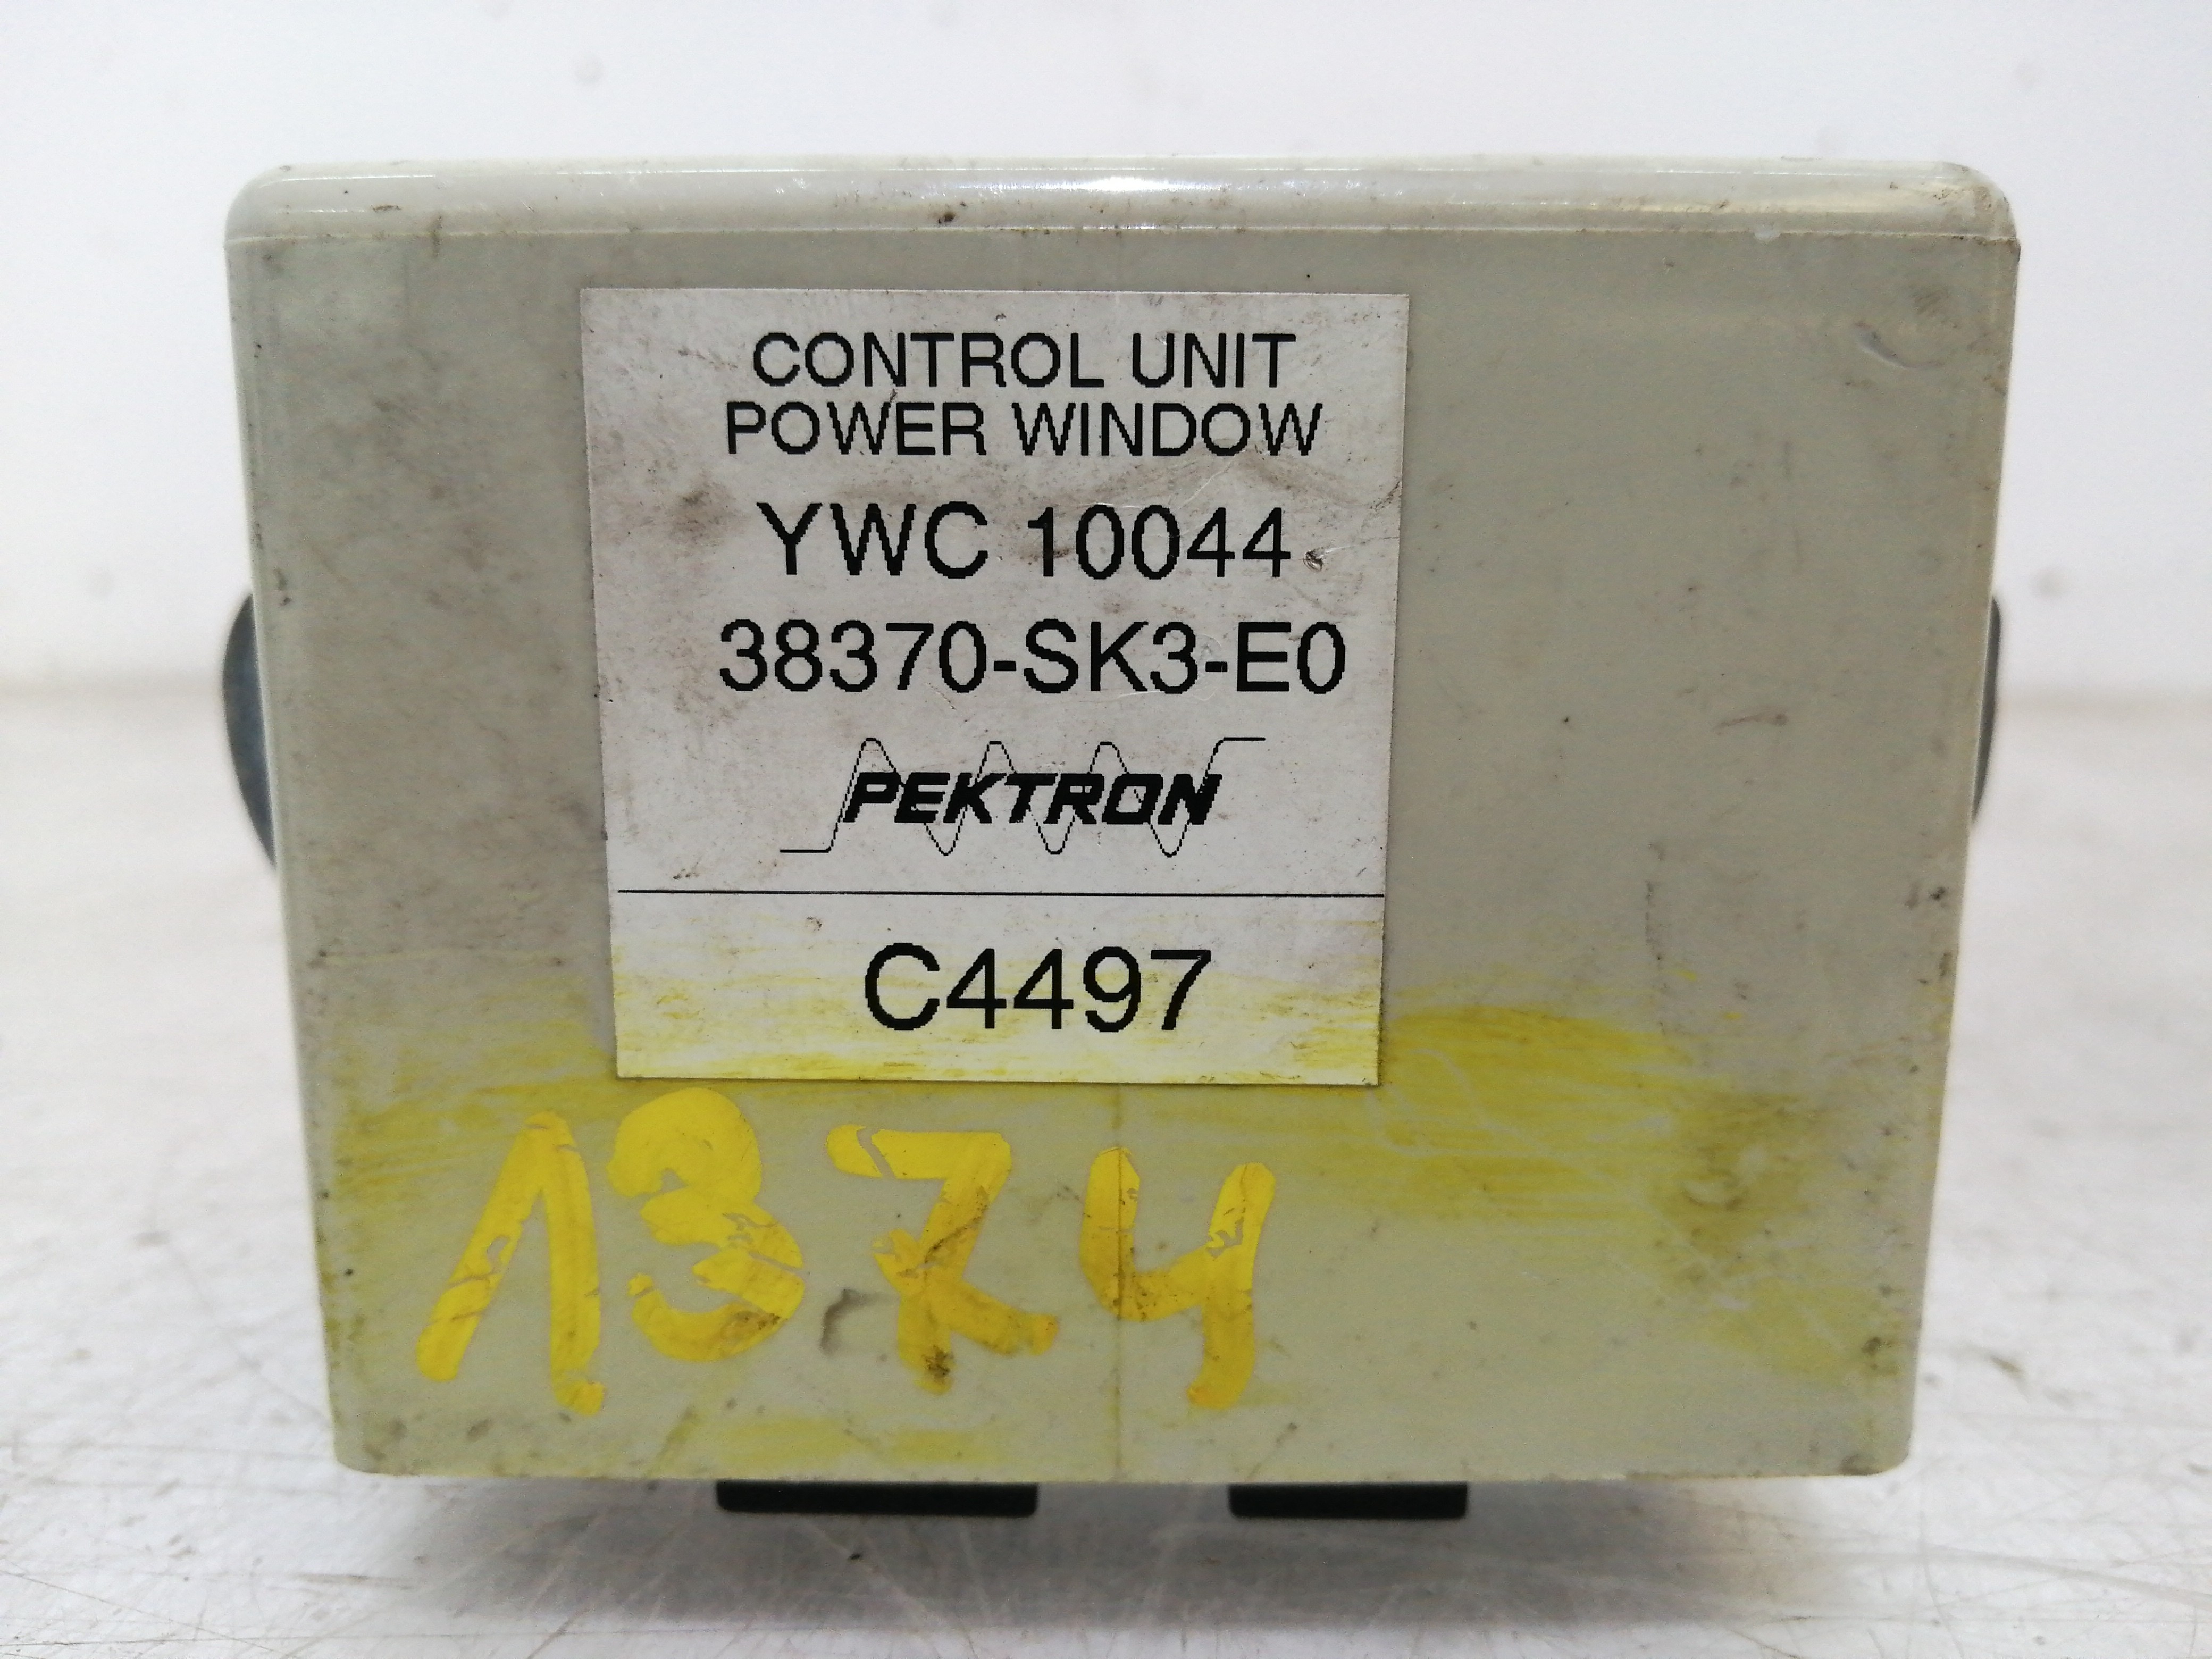 CONTROL UNIT
POWER WINDOW
YWC 10044
38370-SK3-E0
PEKTRON
C4497
1374